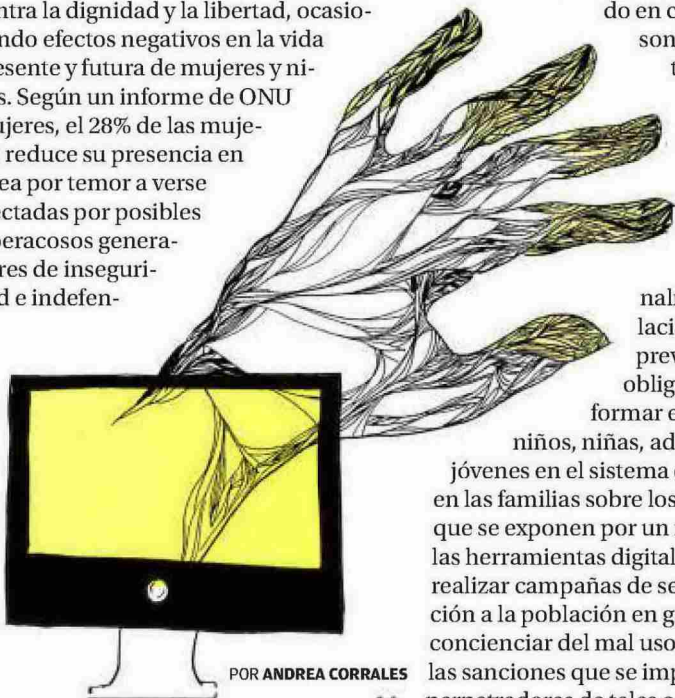 ntra la dignidad y la libertad, ocasio-
ndo efectos negativos en la vida
esente y futura de mujeres y ni-
s. Según un informe de ONU
ujeres, el 28% de las muje-
reduce su presencia en
ea por temor a verse
ectadas por posibles
eracosos genera-
res de inseguri-
d e indefen-
POR ANDREA CORRALES
do en c
son
t
nal
laci
prev
oblig
formar e
niños, niñas, ad
jóvenes en el sistema
en las familias sobre los
que se exponen por un
las herramientas digital
realizar campañas de se
ción a la población en g
concienciar del mal uso
las sanciones que se imp